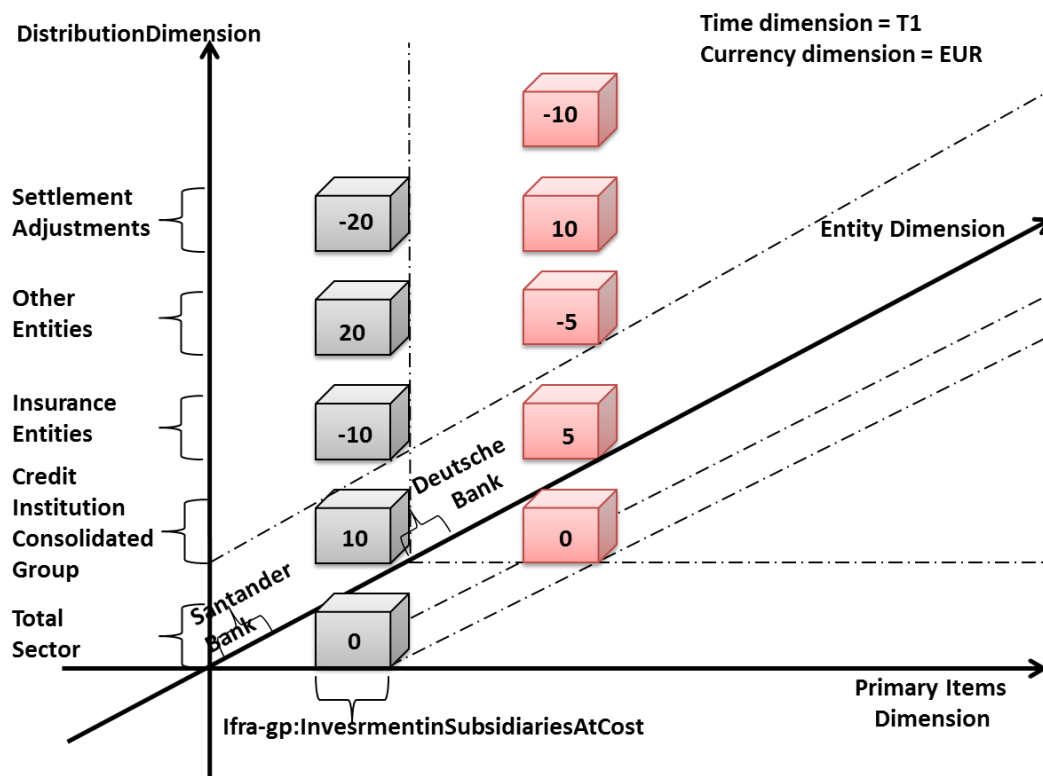 DistributionDimension
Time dimension = T1
Currency dimension = EUR
-10
Settlement
Adjustments
-20
10
Entity Dimension
Other
Entities
20
-5
Insurance
Entities
-10
5
Deutsche
Bank
Credit
Institution
Consolidated
Group
10
0
Santander
Bank
Total
Sector
0
Primary Items
Dimension
Ifra-gp:InvesrmentinSubsidiariesAtCost